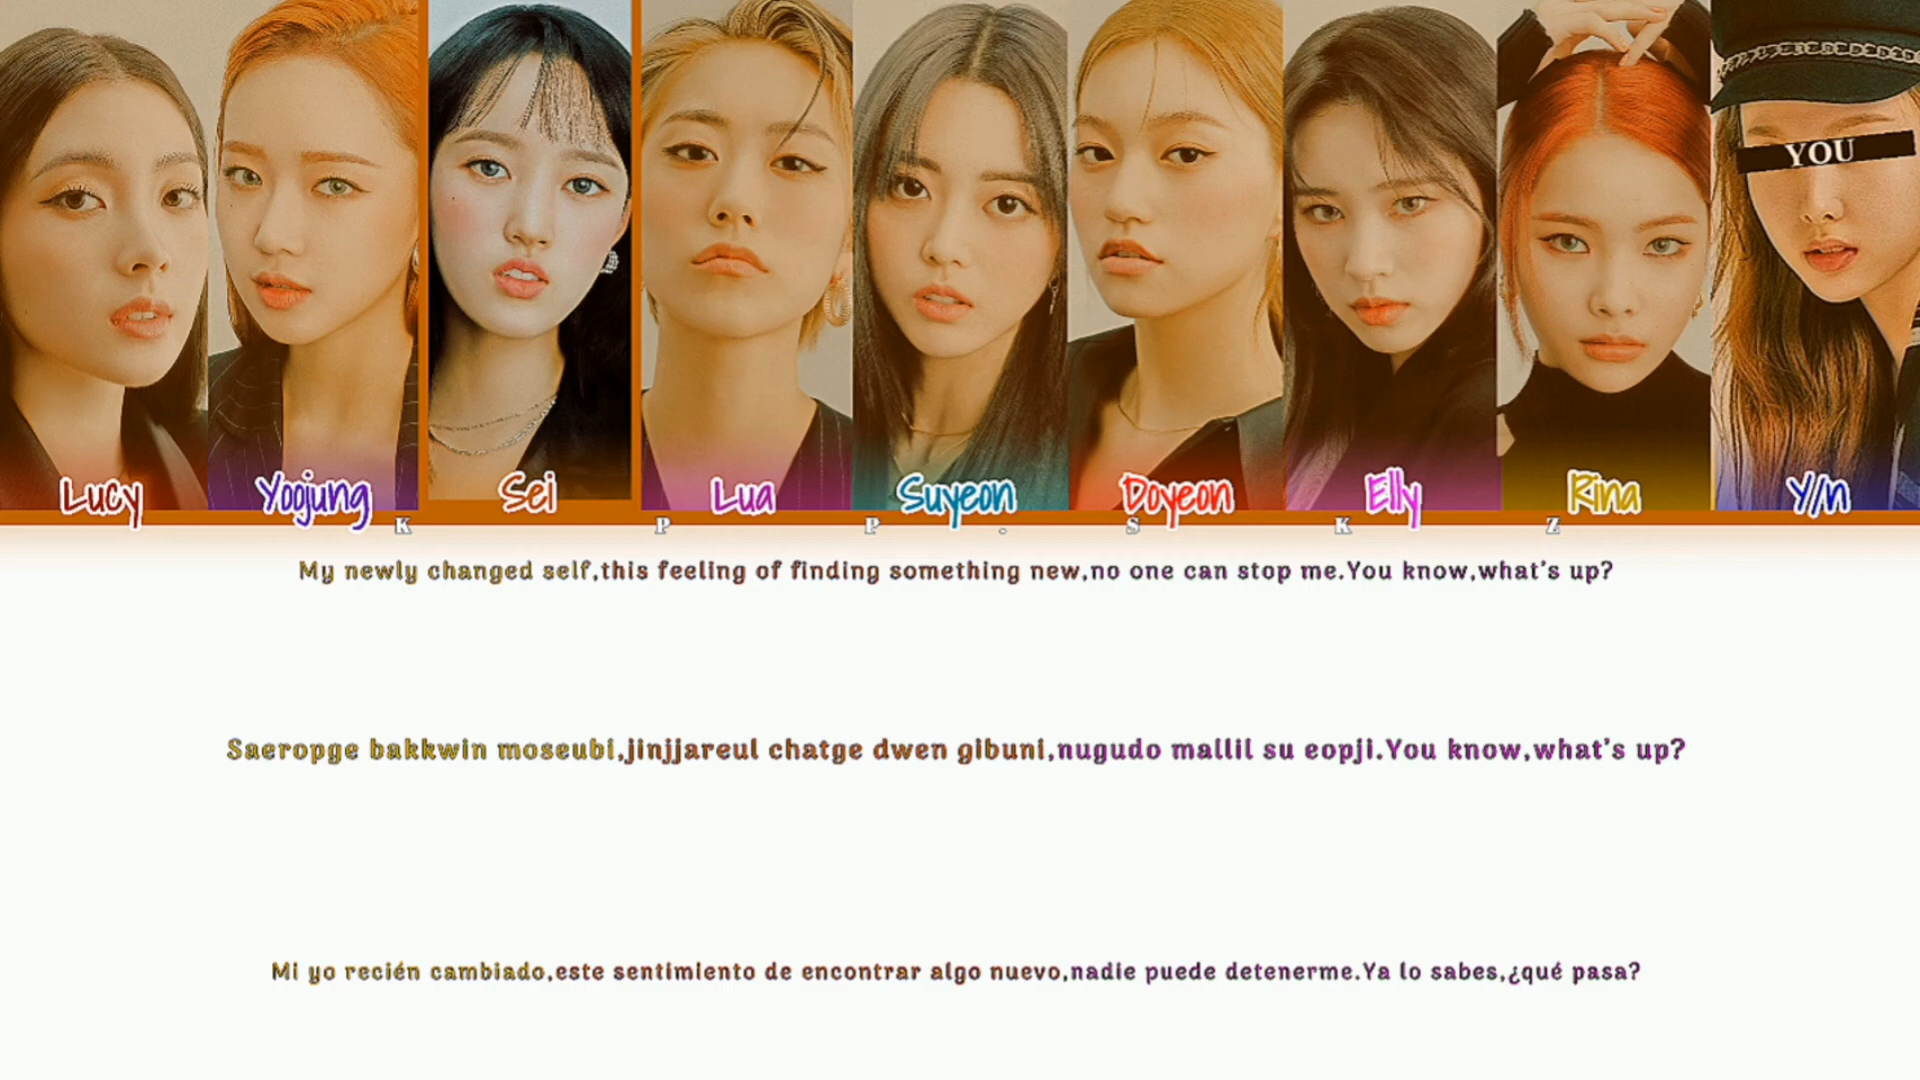 YOU
Lucy Yoojung Sei Lua Suyeon Doyeon Elly Rina Y/n
K P P . S K Z
My newly changed self,this feeling of finding something new,no one can stop me.You know,what's up?
Saeropge bakkwin moseubi,jinjjareul chatge dwen gibuni,nugudo mallil su eopji.You know,what's up?
Mi yo recién cambiado,este sentimiento de encontrar algo nuevo,nadie puede detenerme.Ya lo sabes,¿qué pasa?